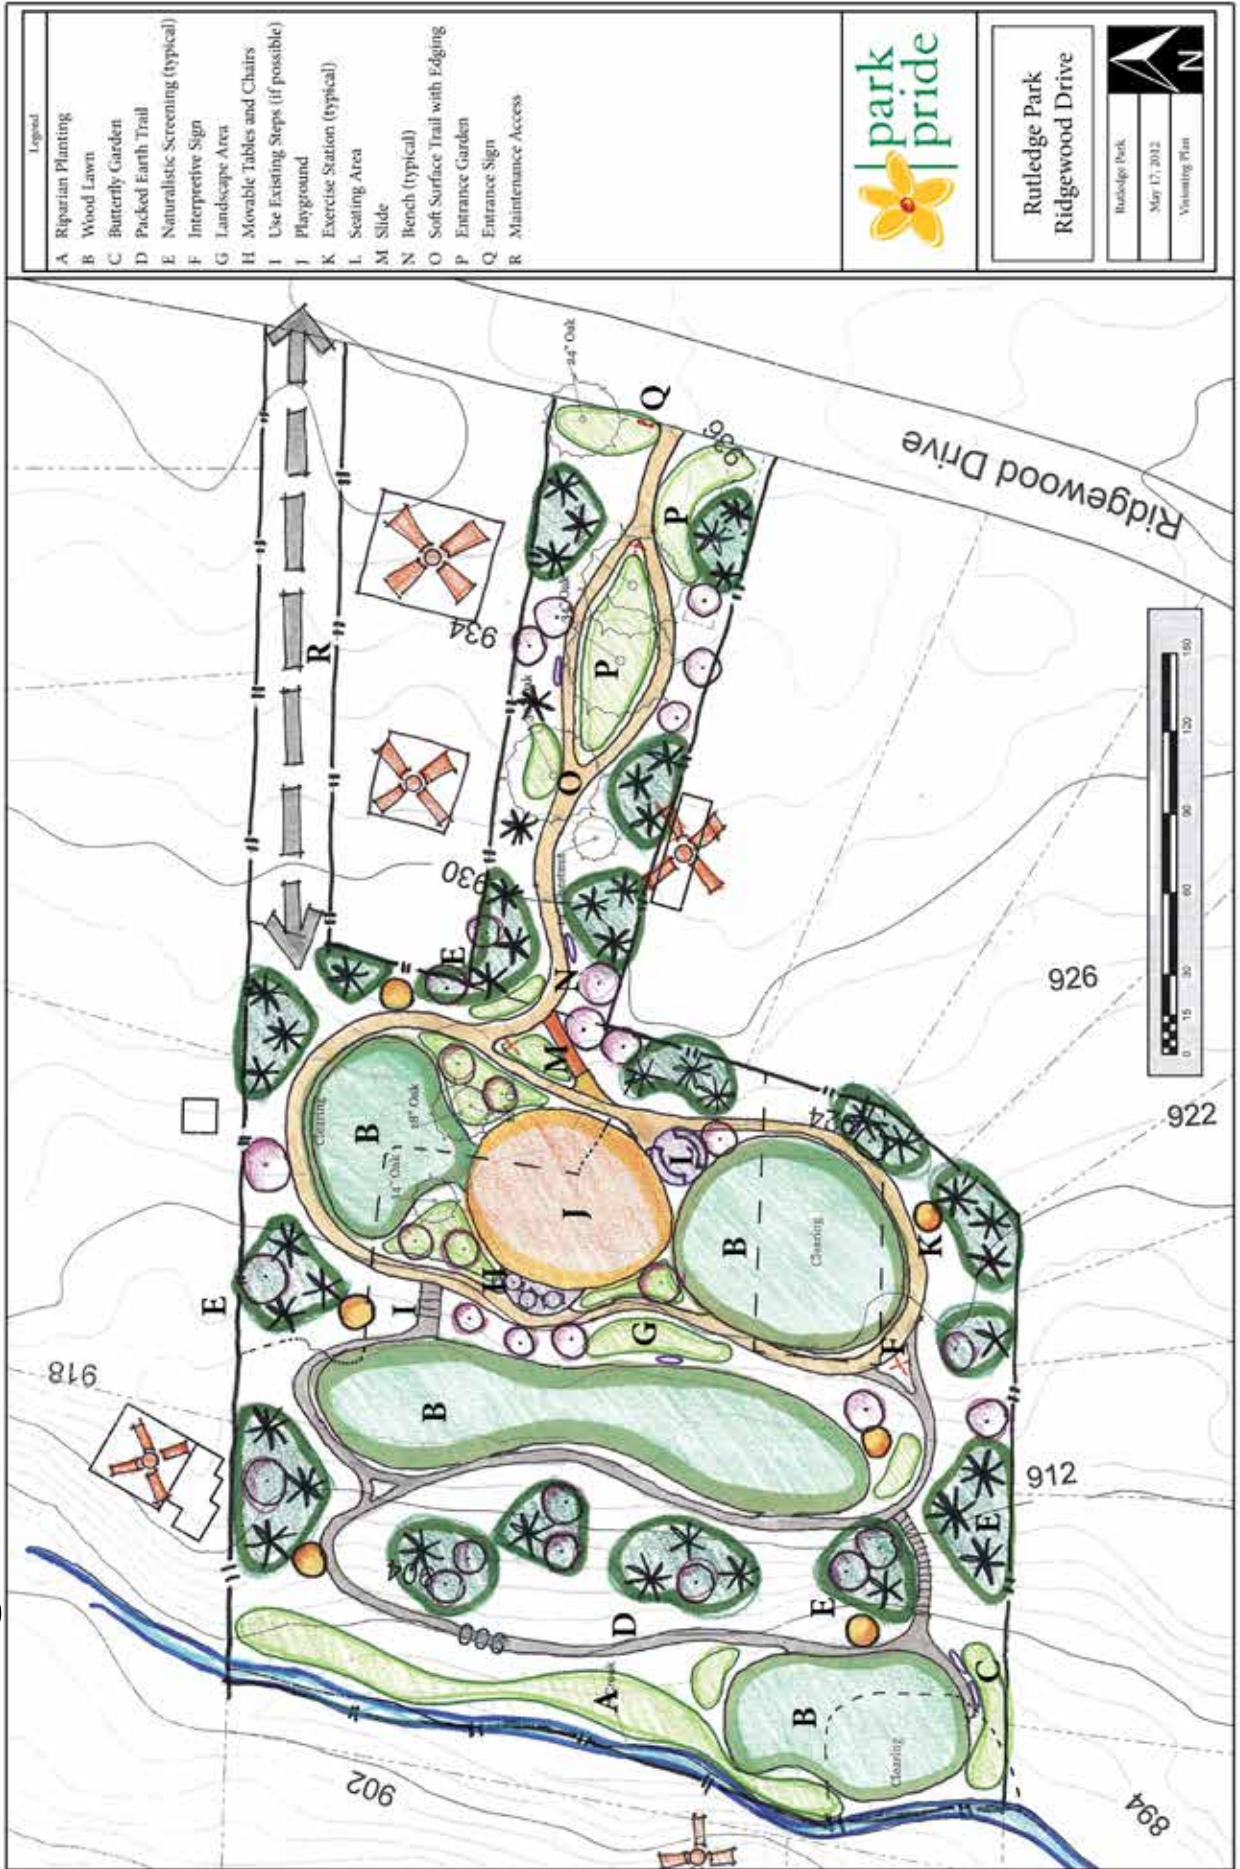 Legend
A Riparian Planting
B Wood Lawn
C Butterfly Garden
D Packed Earth Trail
E Naturalistic Screening (typical)
F Interpretive Sign
G Landscape Area
H Movable Tables and Chairs
I Use Existing Steps (if possible)
J Playground
K Exercise Station (typical)
L Seating Area
M Slide
N Bench (typical)
O Soft Surface Trail with Edging
P Entrance Garden
Q Entrance Sign
R Maintenance Access
park
pride
Rutledge Park
Ridgewood Drive
Rutledge Park
May 17, 2012
Visioning Plan
N
Ridgewood Drive
24" Oak
Q
936
P
P
R
934
O
930
E
N
M
926
Clearing
B
28" Oak
J
L
924
922
B
Clearing
K
E
I
H
G
F
918
B
912
E
904
D
E
A
Creek
B
Clearing
C
902
894
0 15 30 60 90 120 150